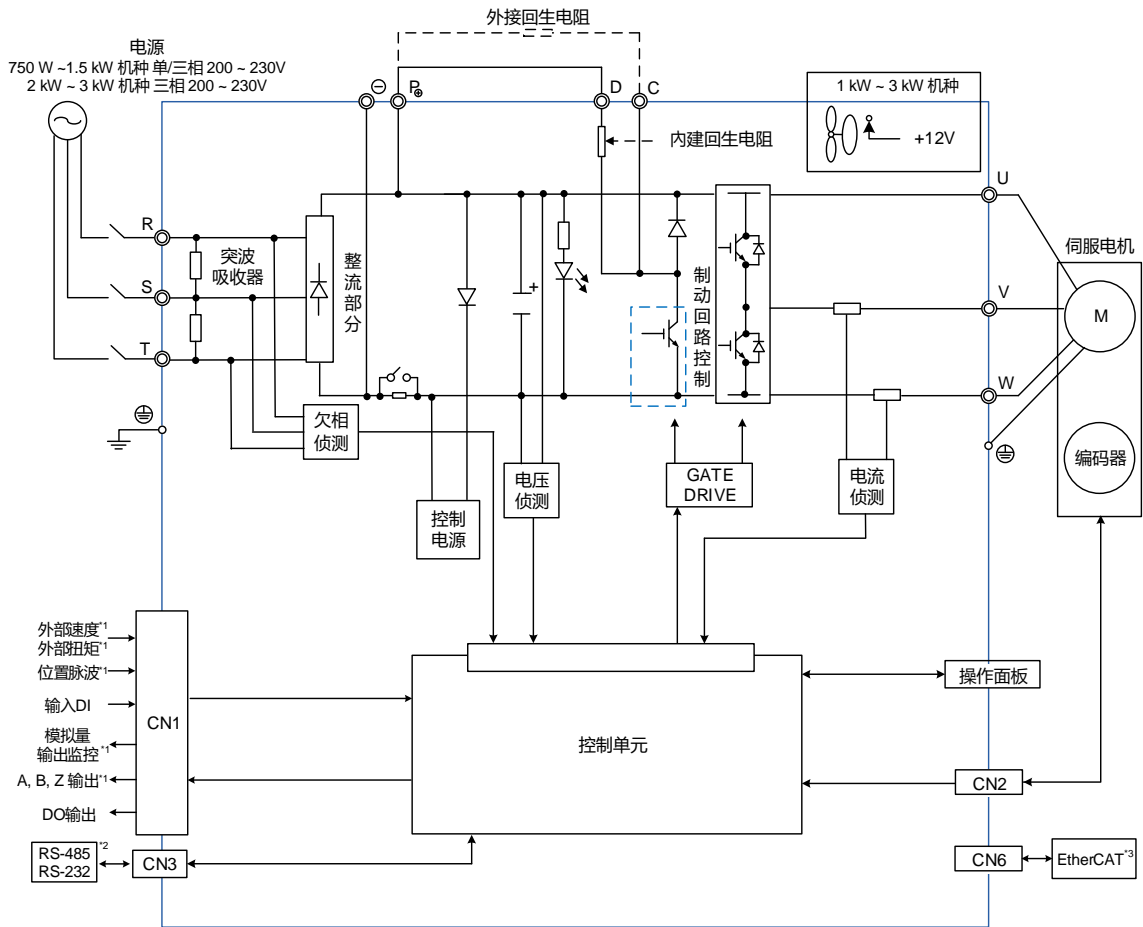 外接回生电阻
电源
750 W ~1.5 kW 机种 单/三相 200 ~ 230V
2 kW ~ 3 kW 机种 三相 200 ~ 230V
⊖
P⊕
D
C
1 kW ~ 3 kW 机种
+12V
内建回生电阻
U
R
突波
吸收器
整流部分
伺服电机
S
+
制动回路控制
V
M
T
W
欠相
侦测
编码器
电压
侦测
GATE
DRIVE
电流
侦测
控制
电源
外部速度*1
外部扭矩*1
位置脉波*1
输入DI
模拟量
输出监控*1
A, B, Z 输出*1
DO输出
CN1
控制单元
操作面板
CN2
RS-485*2
RS-232
CN3
CN6
EtherCAT*3